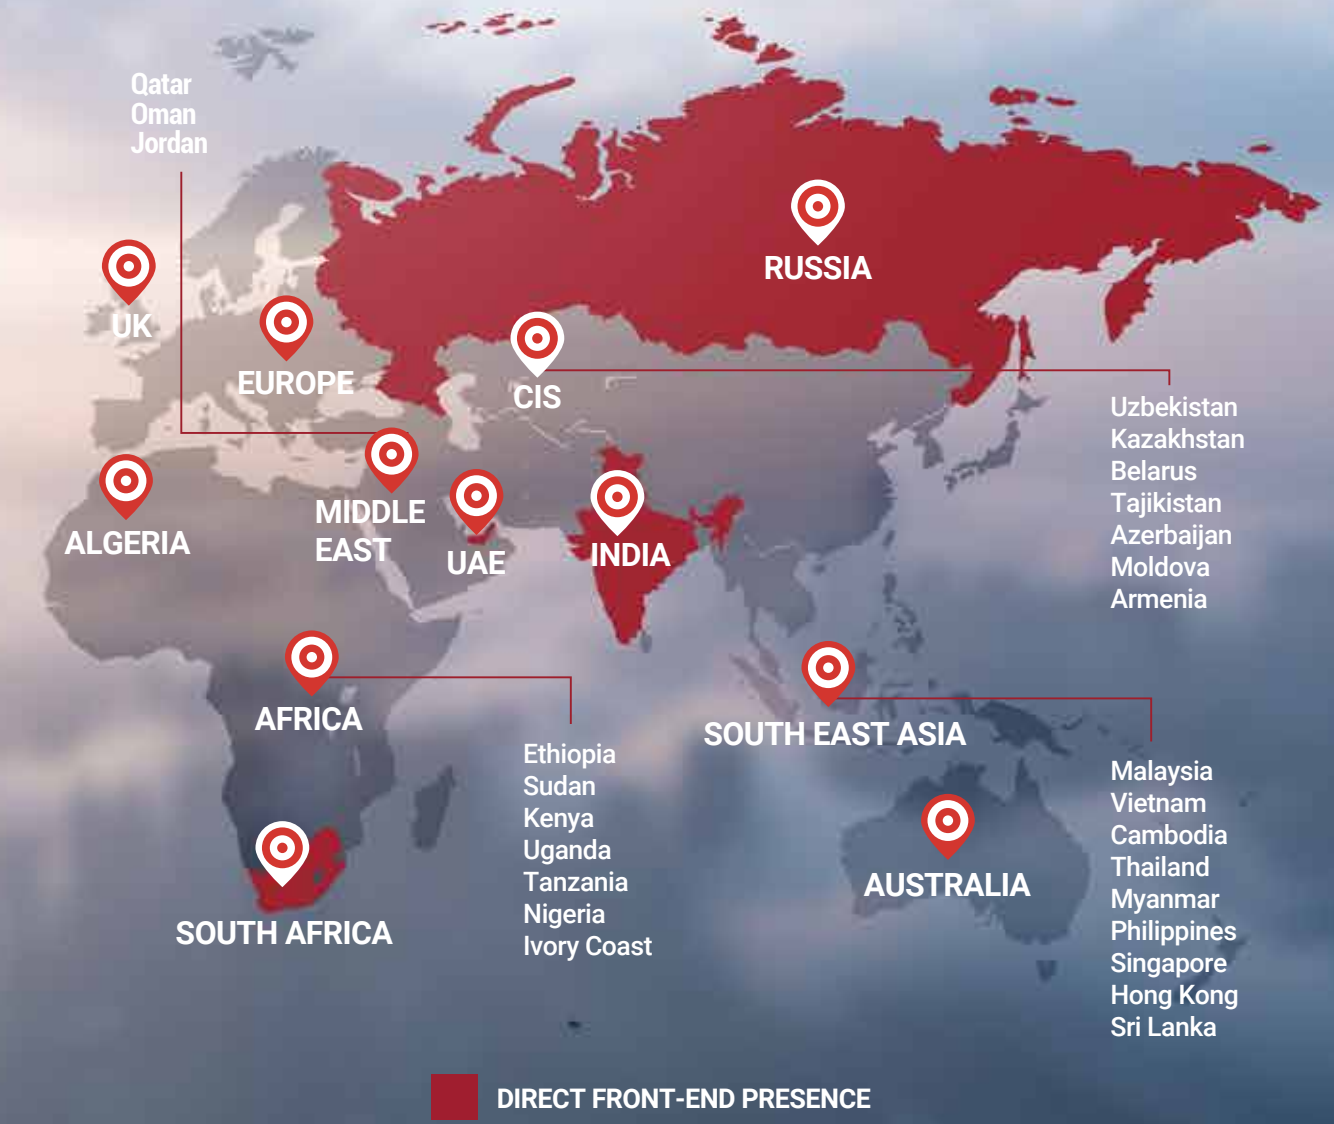 Qatar
Oman
Jordan
RUSSIA
UK
EUROPE
CIS
Uzbekistan
Kazakhstan
Belarus
Tajikistan
Azerbaijan
Moldova
Armenia
ALGERIA
MIDDLE
EAST
UAE
INDIA
AFRICA
Ethiopia
Sudan
Kenya
Uganda
Tanzania
Nigeria
Ivory Coast
SOUTH EAST ASIA
Malaysia
Vietnam
Cambodia
Thailand
Myanmar
Philippines
Singapore
Hong Kong
Sri Lanka
AUSTRALIA
SOUTH AFRICA
DIRECT FRONT-END PRESENCE